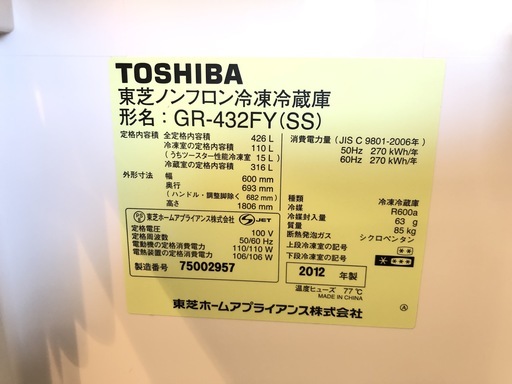 TOSHIBA
東芝ノンフロン冷凍冷蔵庫
形名：GR-432FY(SS)
定格内容積 全定格内容積 426 L
冷凍室の定格内容積 110 L
(うちツースター性能冷凍室 15 L)
冷蔵室の定格内容積 316 L
外形寸法 幅 600 mm
奥行 693 mm
(ハンドル・調整脚除く 682 mm)
高さ 1806 mm
消費電力量(JIS C 9801-2006年)
50Hz 270 kWh/年
60Hz 270 kWh/年
種類 冷凍冷蔵庫
冷媒 R600a
冷媒封入量 63 g
質量 85 kg
断熱発泡ガス シクロペンタン
上段冷凍室の記号 **
下段冷凍室の記号 * ***
PS E 東芝ホームアプライアンス株式会社 S JET
定格電圧 100 V
定格周波数 50/60 Hz
電動機の定格消費電力 110/110 W
電熱装置の定格消費電力 106/106 W
製造番号 75002957
2012 年製
温度ヒューズ 77℃
MADE IN CHINA
東芝ホームアプライアンス株式会社 Ⓐ